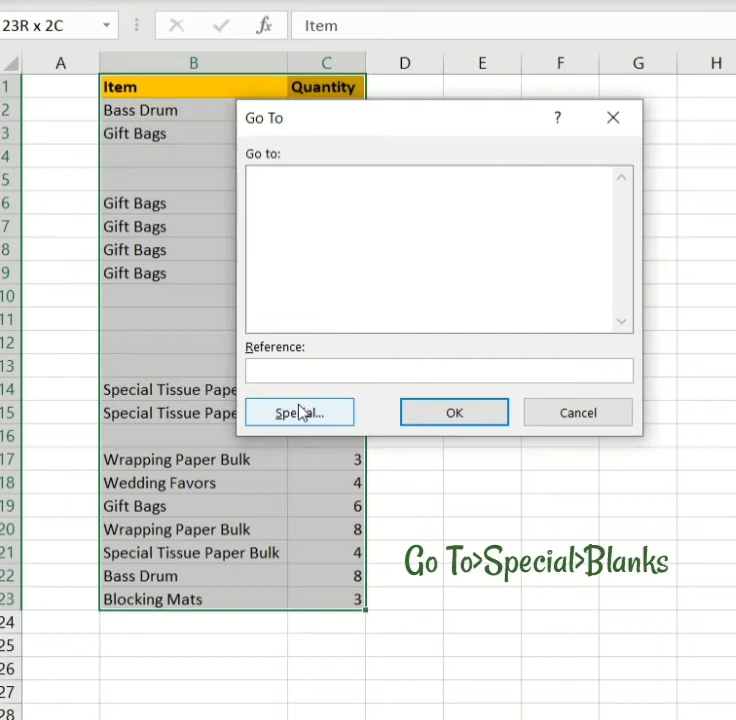 23R x 2C
fx
Item
A B C D E F G H
1 Item Quantity
2 Bass Drum
3 Gift Bags
4
5
6 Gift Bags
7 Gift Bags
8 Gift Bags
9 Gift Bags
10
11
12
13
14 Special Tissue Pape
15 Special Tissue Pape
16
17 Wrapping Paper Bulk 3
18 Wedding Favors 4
19 Gift Bags 6
20 Wrapping Paper Bulk 8
21 Special Tissue Paper Bulk 4
22 Bass Drum 8
23 Blocking Mats 3
24
25
26
27
28
Go To ?
Go to:
Reference:
Special... OK Cancel
Go To>Special>Blanks